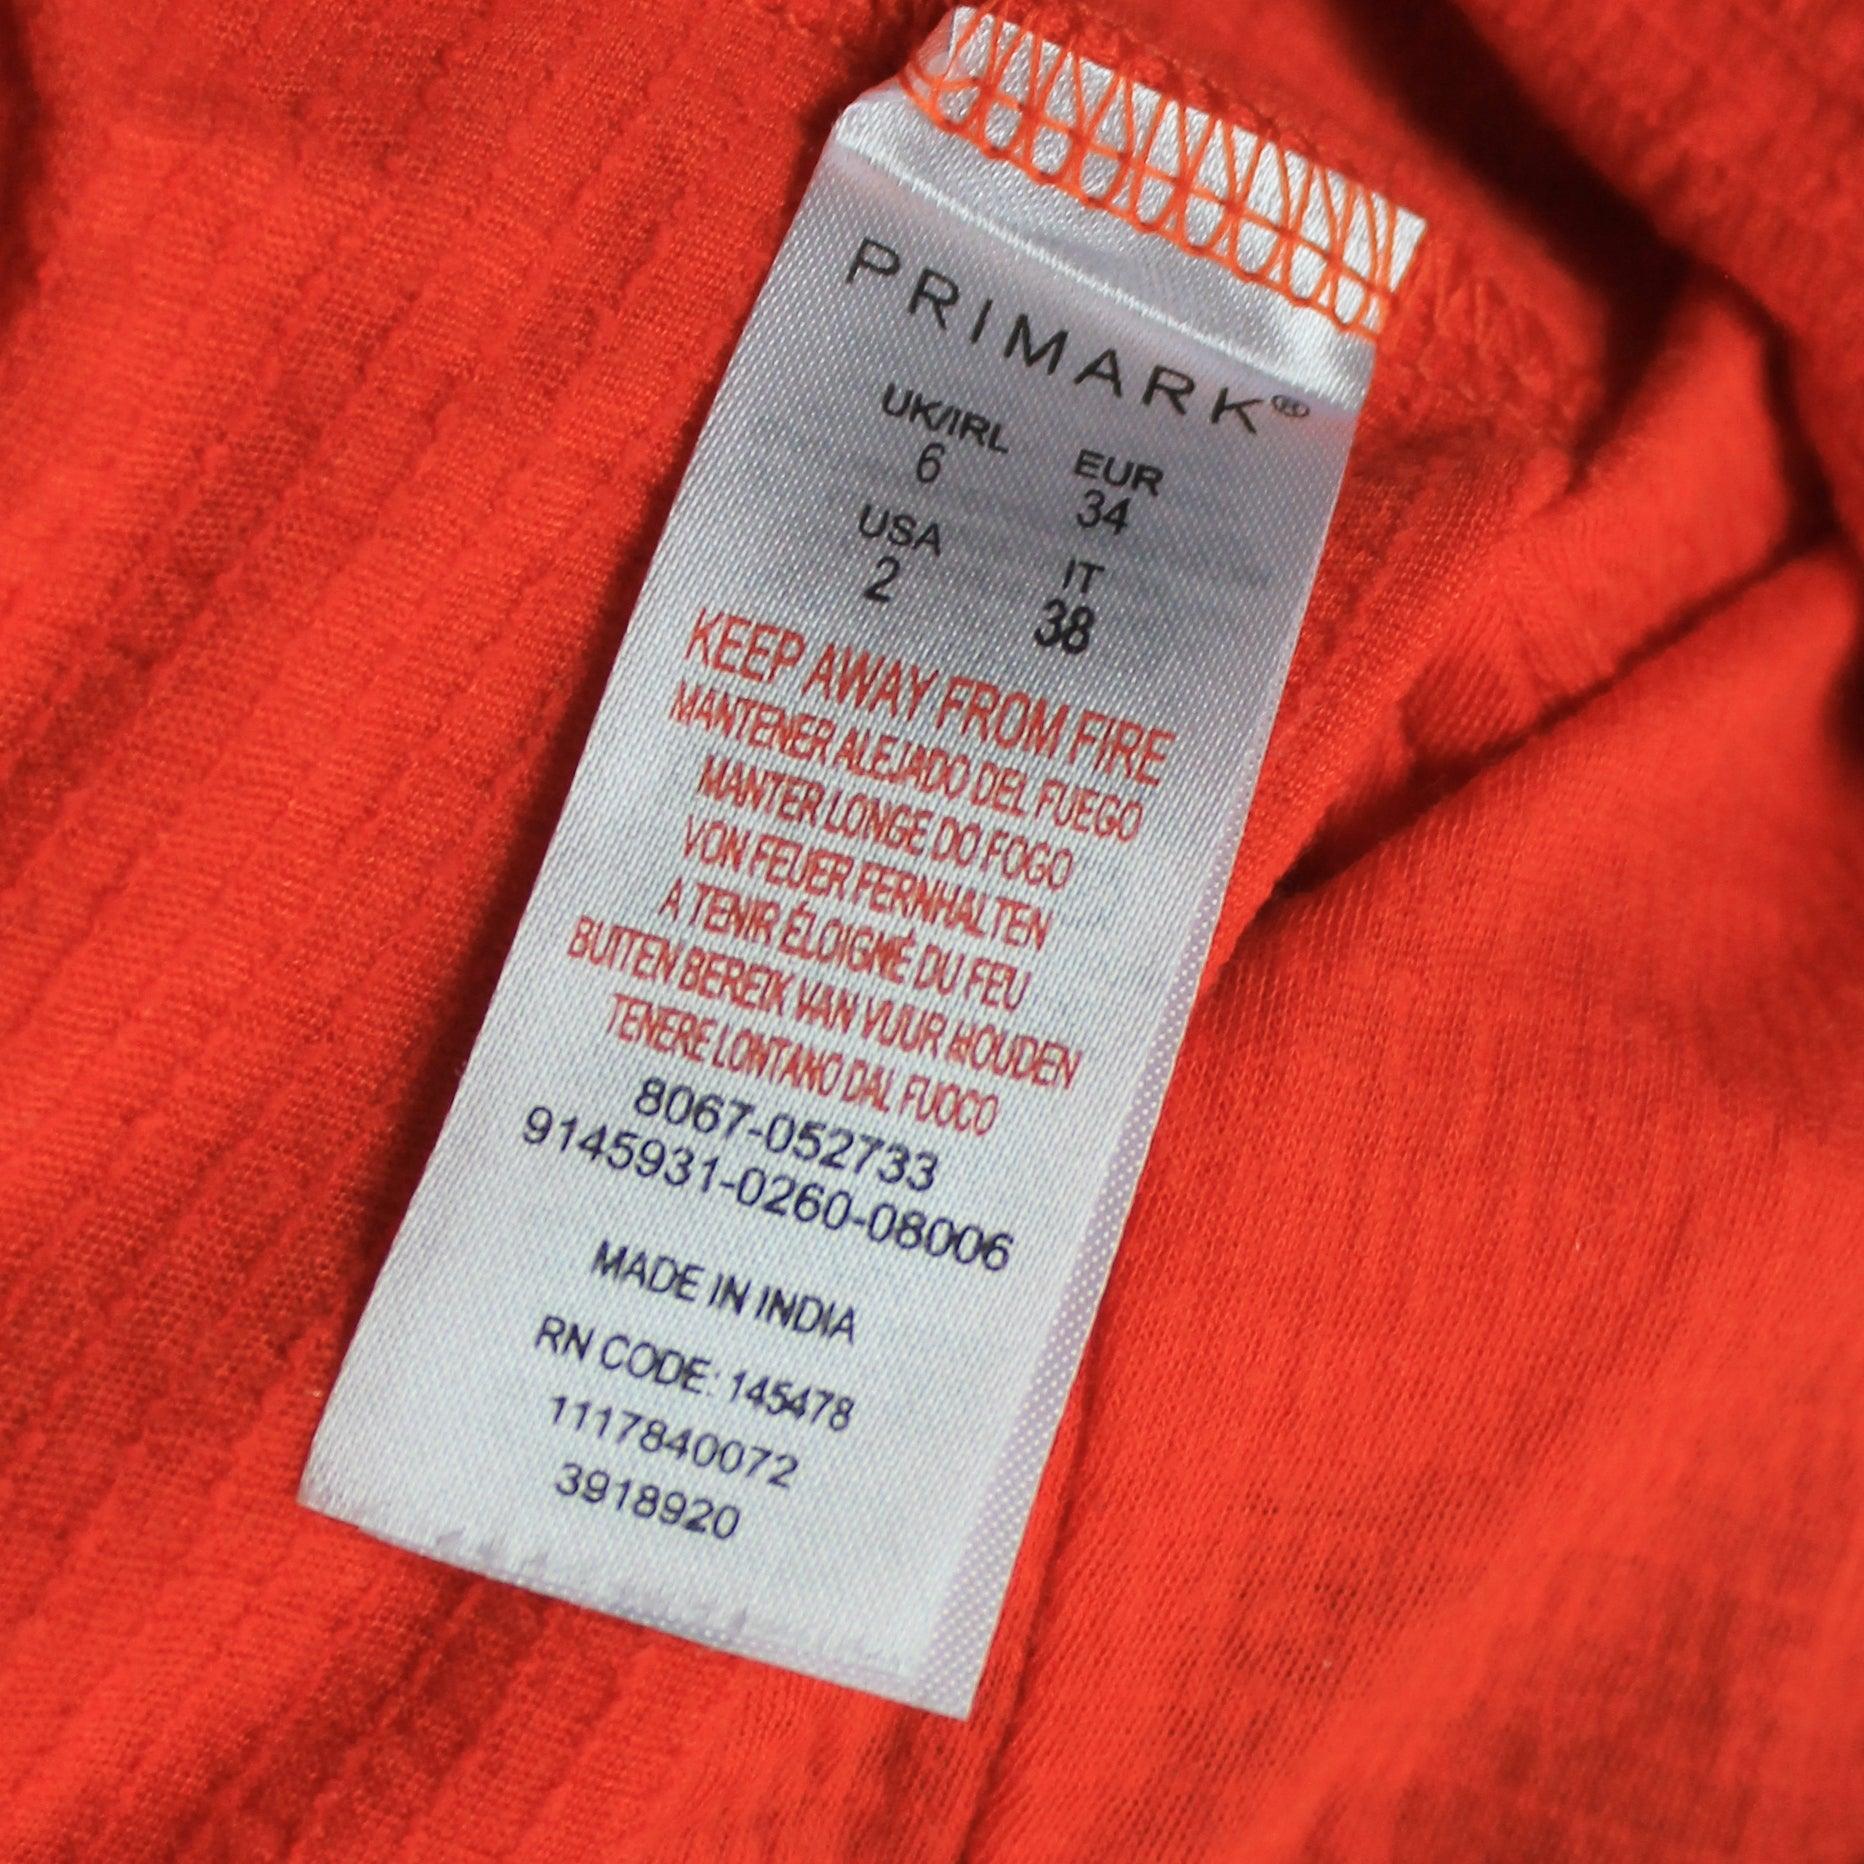 PRIMARK®
UK/IRL EUR
6 34
USA IT
2 38
KEEP AWAY FROM FIRE
MANTENER ALEJADO DEL FUEGO
MANTER LONGE DO FOGO
VON FEUER FERNHALTEN
A TENIR ÉLOIGNÉ DU FEU
BUITEN BEREIK VAN VUUR HOUDEN
TENERE LONTANO DAL FUOCO
8067-052733
9145931-0260-08006
MADE IN INDIA
RN CODE: 145478
1117840072
3918920